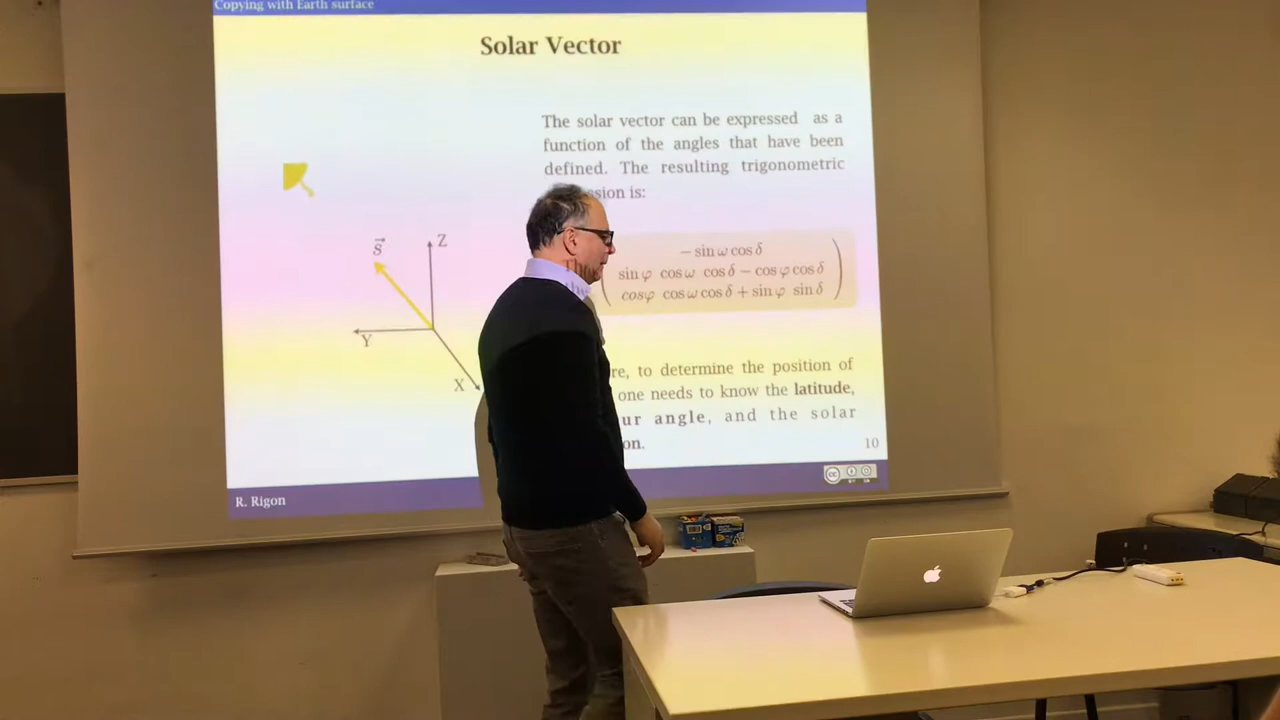 Copying with Earth surface
Solar Vector
The solar vector can be expressed as a
function of the angles that have been
defined. The resulting trigonometric
ssion is:
s⃗
Z
Y
X
− sin ω cos δ
sin φ cos ω cos δ − cos φ cos δ
cos φ cos ω cos δ + sin φ sin δ
re, to determine the position of
one needs to know the latitude,
ur angle, and the solar
on.
10
R. Rigon
cc